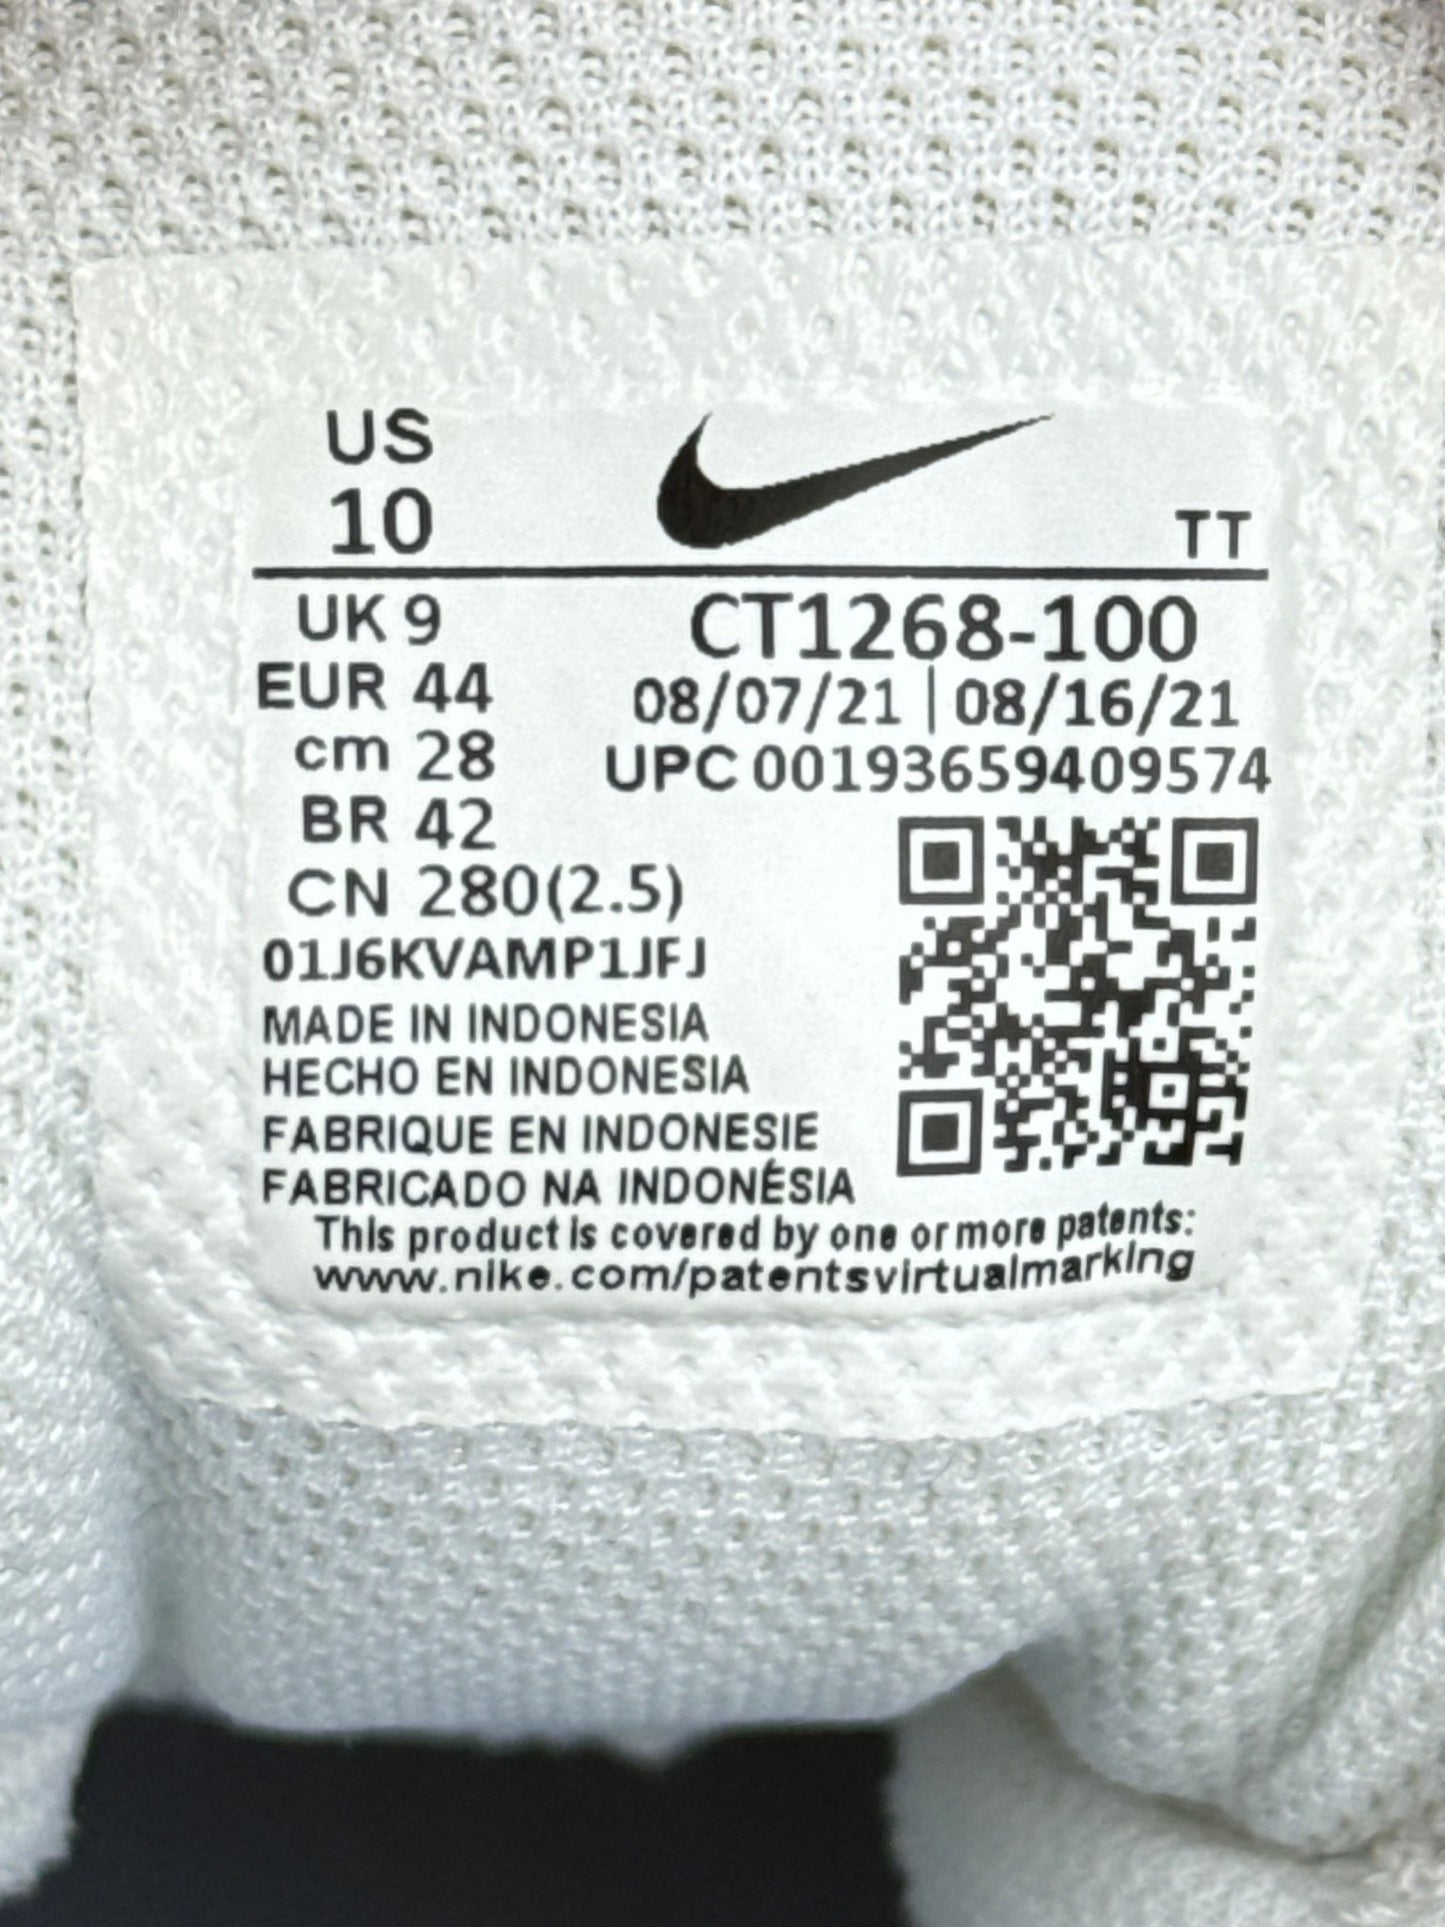 US
10
TT
UK 9
EUR 44
cm 28
BR 42
CN 280(2.5)
CT1268-100
08/07/21 | 08/16/21
UPC 00193659409574
01J6KVAMP1JFJ
MADE IN INDONESIA
HECHO EN INDONESIA
FABRIQUE EN INDONESIE
FABRICADO NA INDONÉSIA
This product is covered by one or more patents:
www.nike.com/patentsvirtualmarking